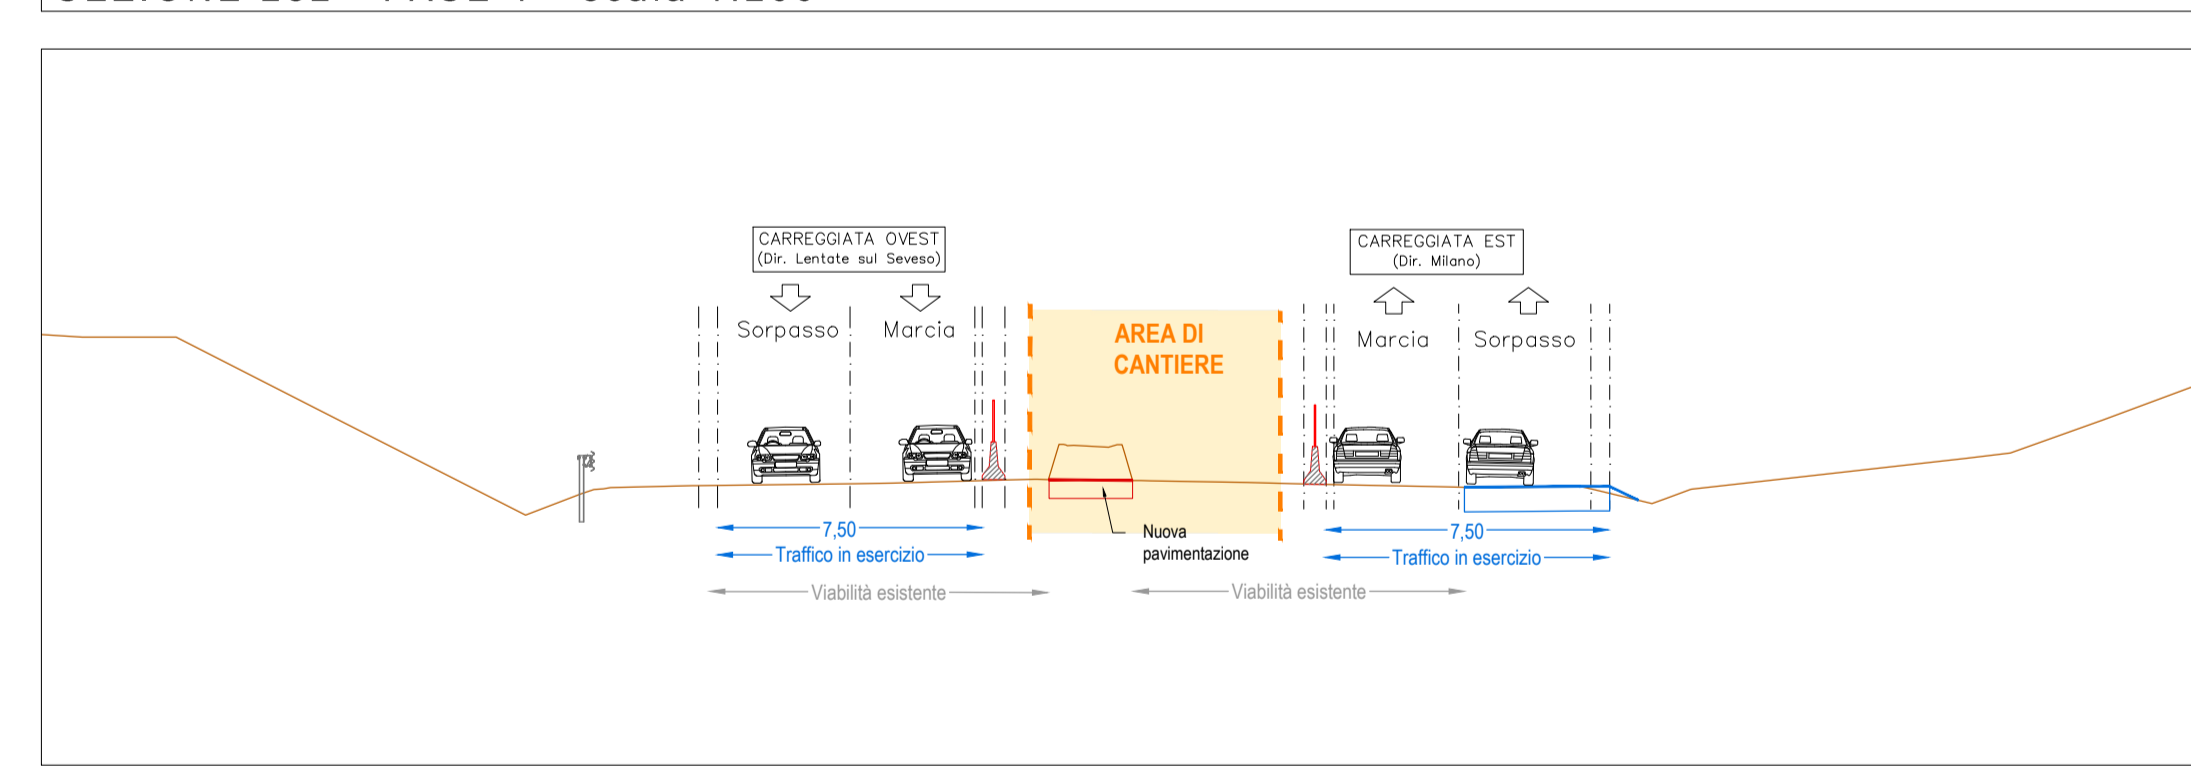 CARREGGIATA OVEST
(Dir. Lentate sul Seveso)
CARREGGIATA EST
(Dir. Milano)
Sorpasso
Marcia
AREA DI
CANTIERE
Marcia
Sorpasso
7,50
Traffico in esercizio
Viabilità esistente
Nuova
pavimentazione
7,50
Traffico in esercizio
Viabilità esistente